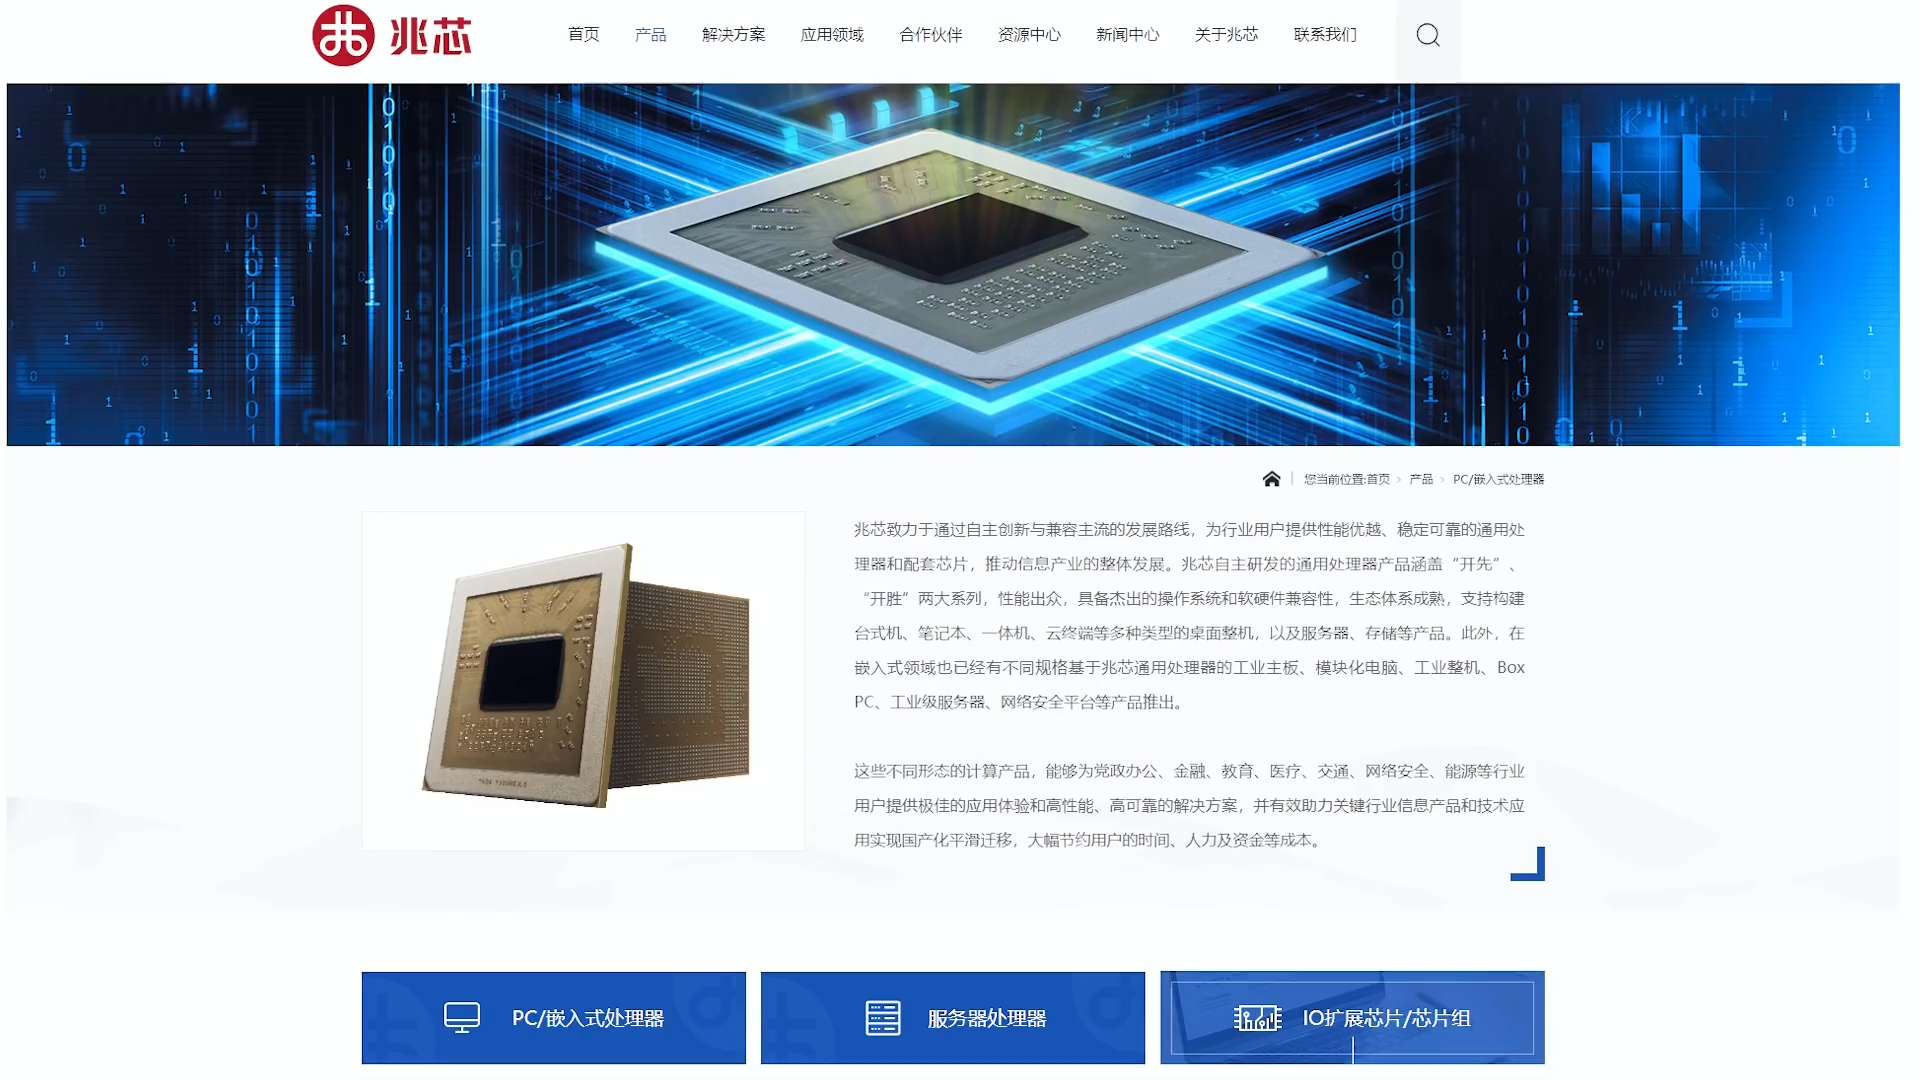 兆芯
首页 产品 解决方案 应用领域 合作伙伴 资源中心 新闻中心 关于兆芯 联系我们
您当前位置:首页 > 产品 > PC/嵌入式处理器
兆芯致力于通过自主创新与兼容主流的发展路线，为行业用户提供性能优越、稳定可靠的通用处
理器和配套芯片，推动信息产业的整体发展。兆芯自主研发的通用处理器产品涵盖“开先”、
“开胜”两大系列，性能出众，具备杰出的操作系统和软硬件兼容性，生态体系成熟，支持构建
台式机、笔记本、一体机、云终端等多种类型的桌面整机，以及服务器、存储等产品。此外，在
嵌入式领域也已经有不同规格基于兆芯通用处理器的工业主板、模块化电脑、工业整机、Box
PC、工业级服务器、网络安全平台等产品推出。
这些不同形态的计算产品，能够为党政办公、金融、教育、医疗、交通、网络安全、能源等行业
用户提供极佳的应用体验和高性能、高可靠的解决方案，并有效助力关键行业信息产品和技术应
用实现国产化平滑迁移，大幅节约用户的时间、人力及资金等成本。
PC/嵌入式处理器
服务器处理器
IO扩展芯片/芯片组